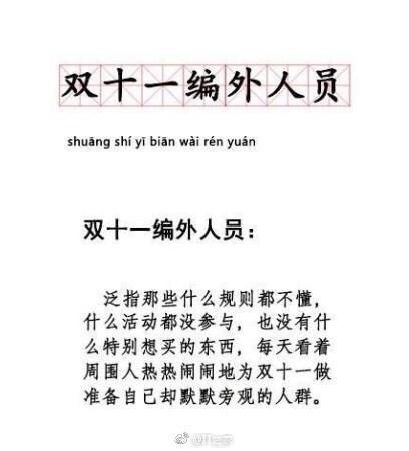 双十一编外人员
shuāng shí yī biān wài rén yuán
双十一编外人员：
泛指那些什么规则都不懂，
什么活动都没参与，也没有什
么特别想买的东西，每天看着
周围人热热闹闹地为双十一做
准备自己却默默旁观的人群。